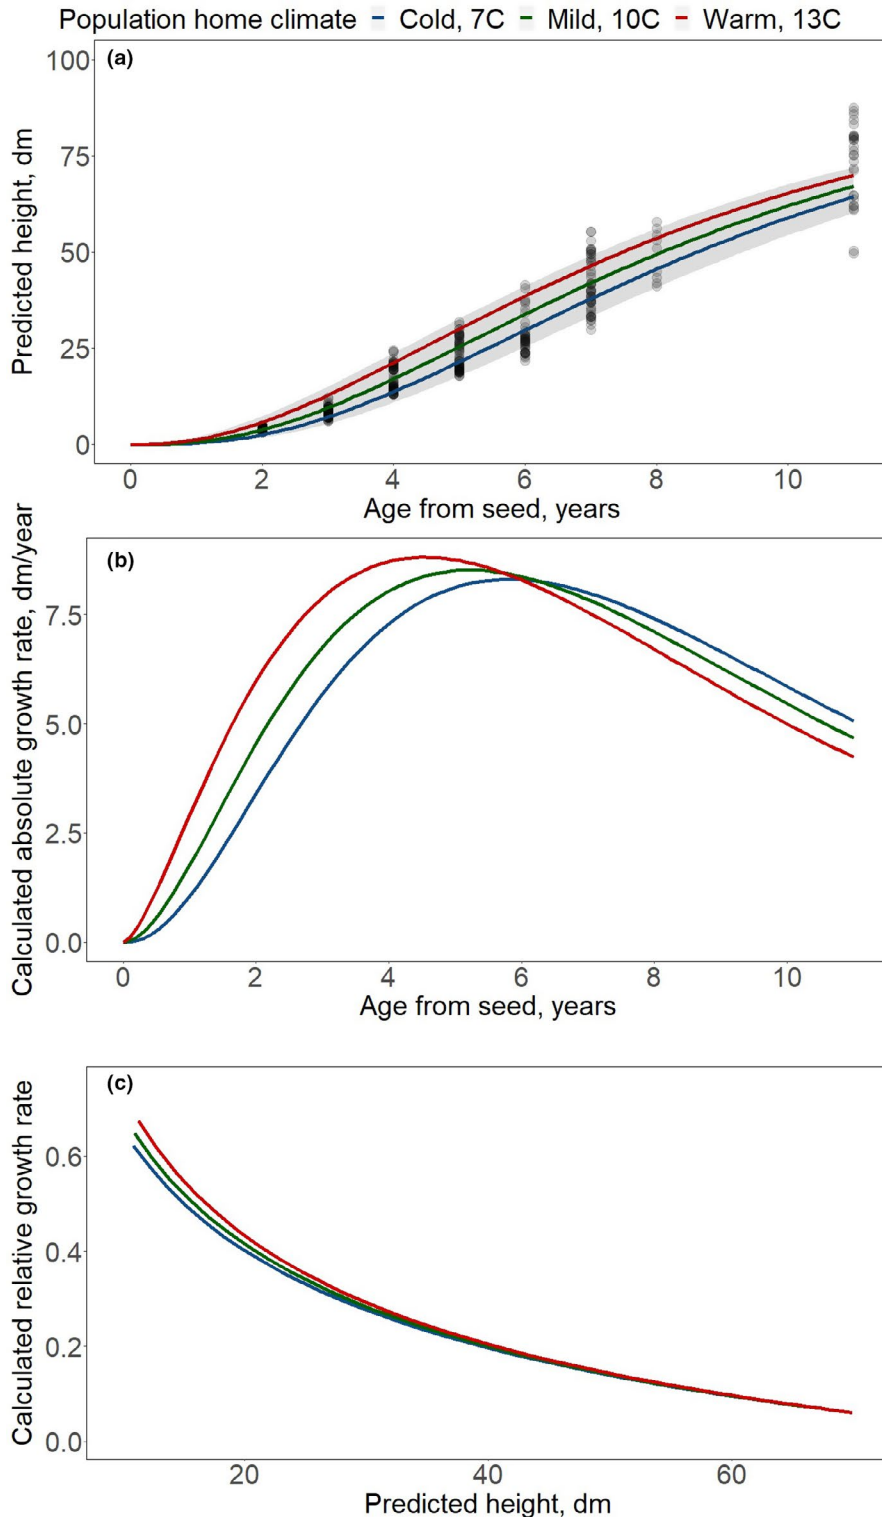 Population home climate Cold, 7C Mild, 10C Warm, 13C
(a)
100
75
50
25
0
Predicted height, dm
0 2 4 6 8 10
Age from seed, years
(b)
7.5
5.0
2.5
0.0
Calculated absolute growth rate, dm/year
0 2 4 6 8 10
Age from seed, years
(c)
0.6
0.4
0.2
0.0
Calculated relative growth rate
20 40 60
Predicted height, dm